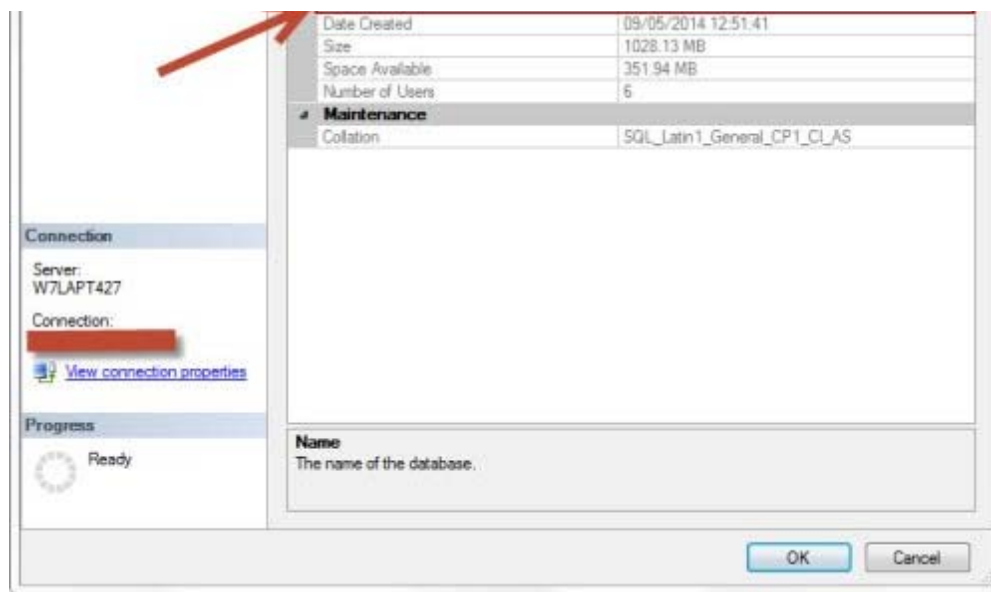 Date Created 09/05/2014 12:51:41
Size 1028.13 MB
Space Available 351.94 MB
Number of Users 6
Maintenance
Collation SQL_Latin1_General_CP1_CI_AS
Connection
Server:
W7LAPT427
Connection:
View connection properties
Progress
Ready
Name
The name of the database.
OK Cancel